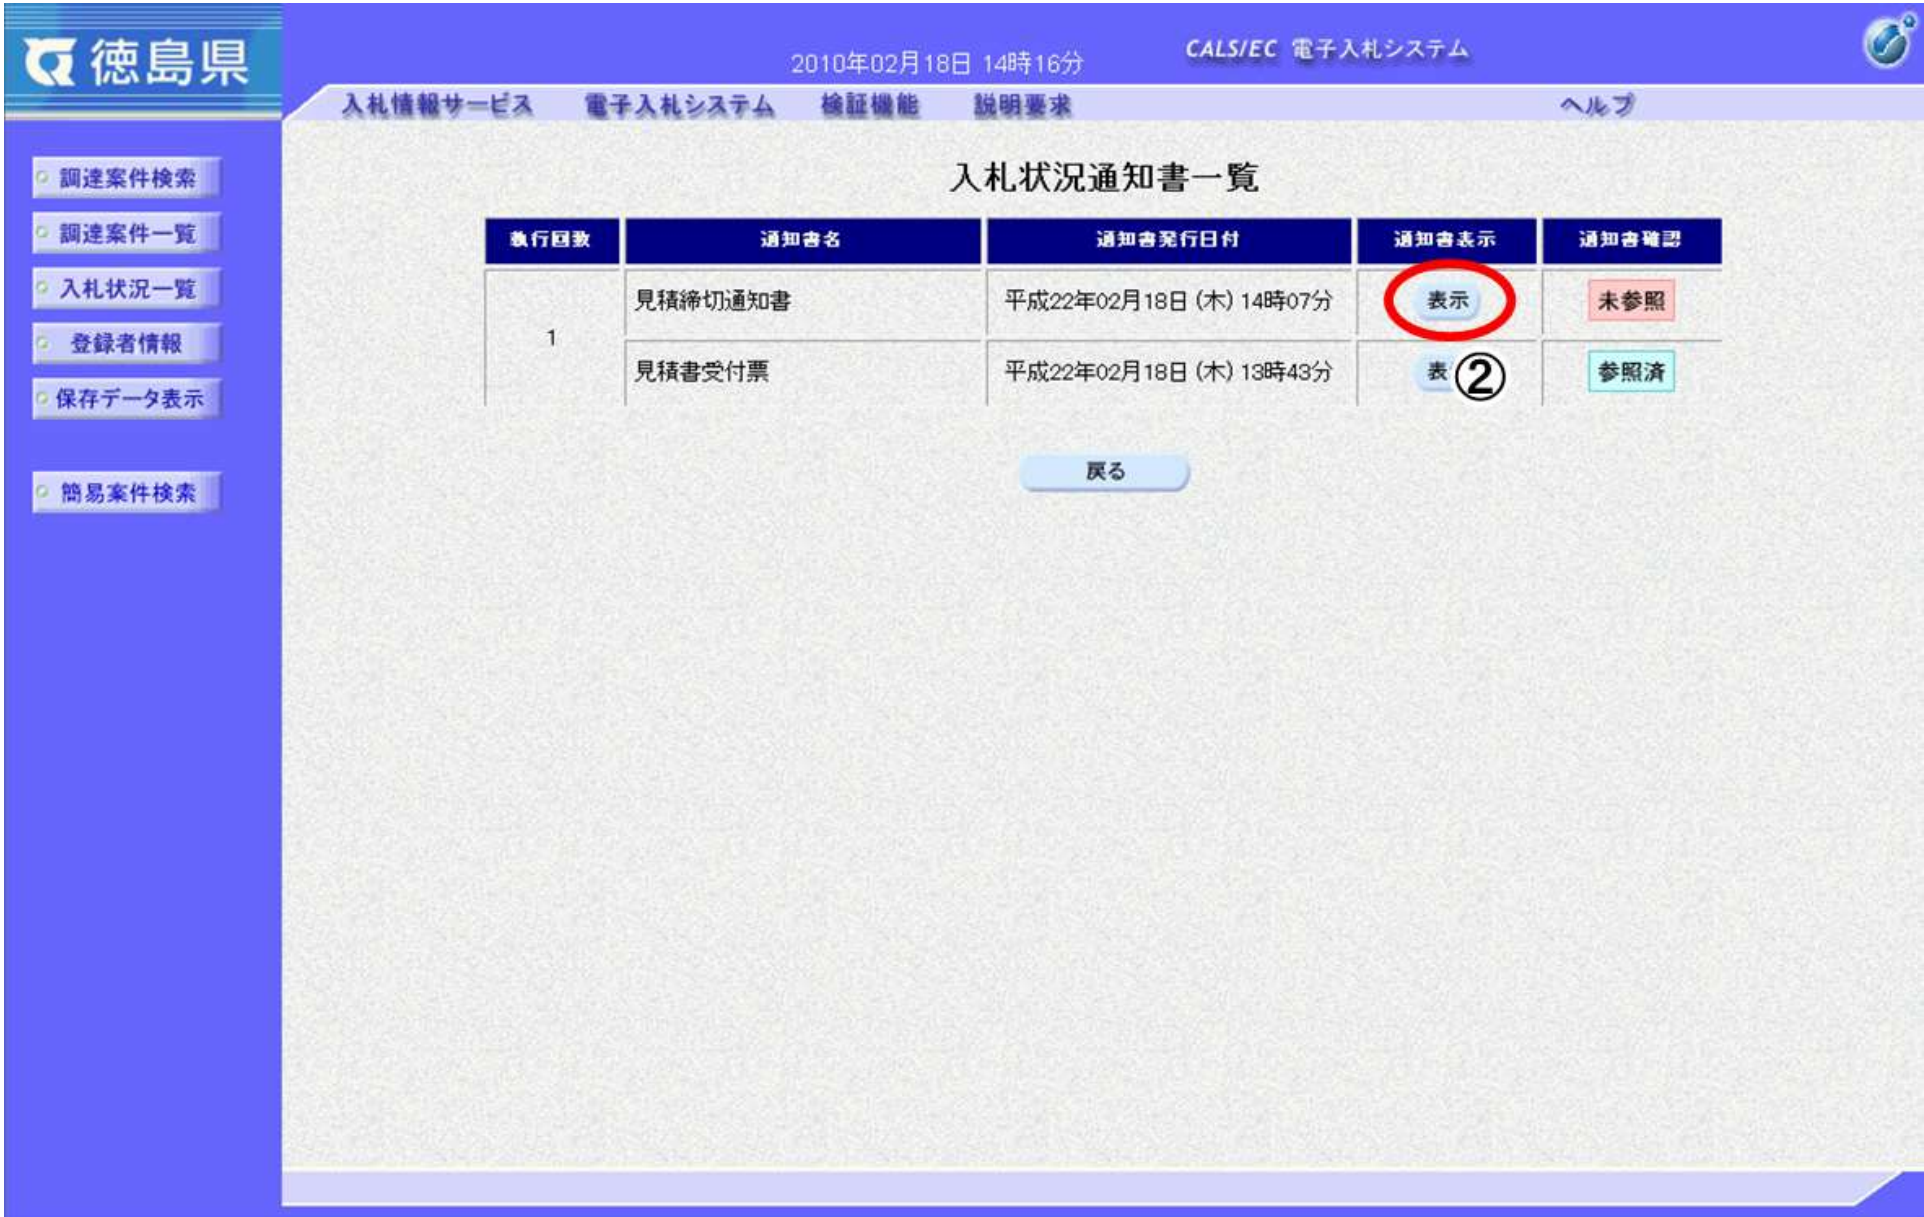 徳島県
2010年02月18日 14時16分
CALS/EC 電子入札システム
入札情報サービス 電子入札システム 検証機能 説明要求 ヘルプ
調達案件検索
調達案件一覧
入札状況一覧
登録者情報
保存データ表示
簡易案件検索
入札状況通知書一覧
執行回数 通知書名 通知書発行日付 通知書表示 通知書確認
1
見積締切通知書 平成22年02月18日 (木) 14時07分 表示 未参照
見積書受付票 平成22年02月18日 (木) 13時43分 表 ② 参照済
戻る